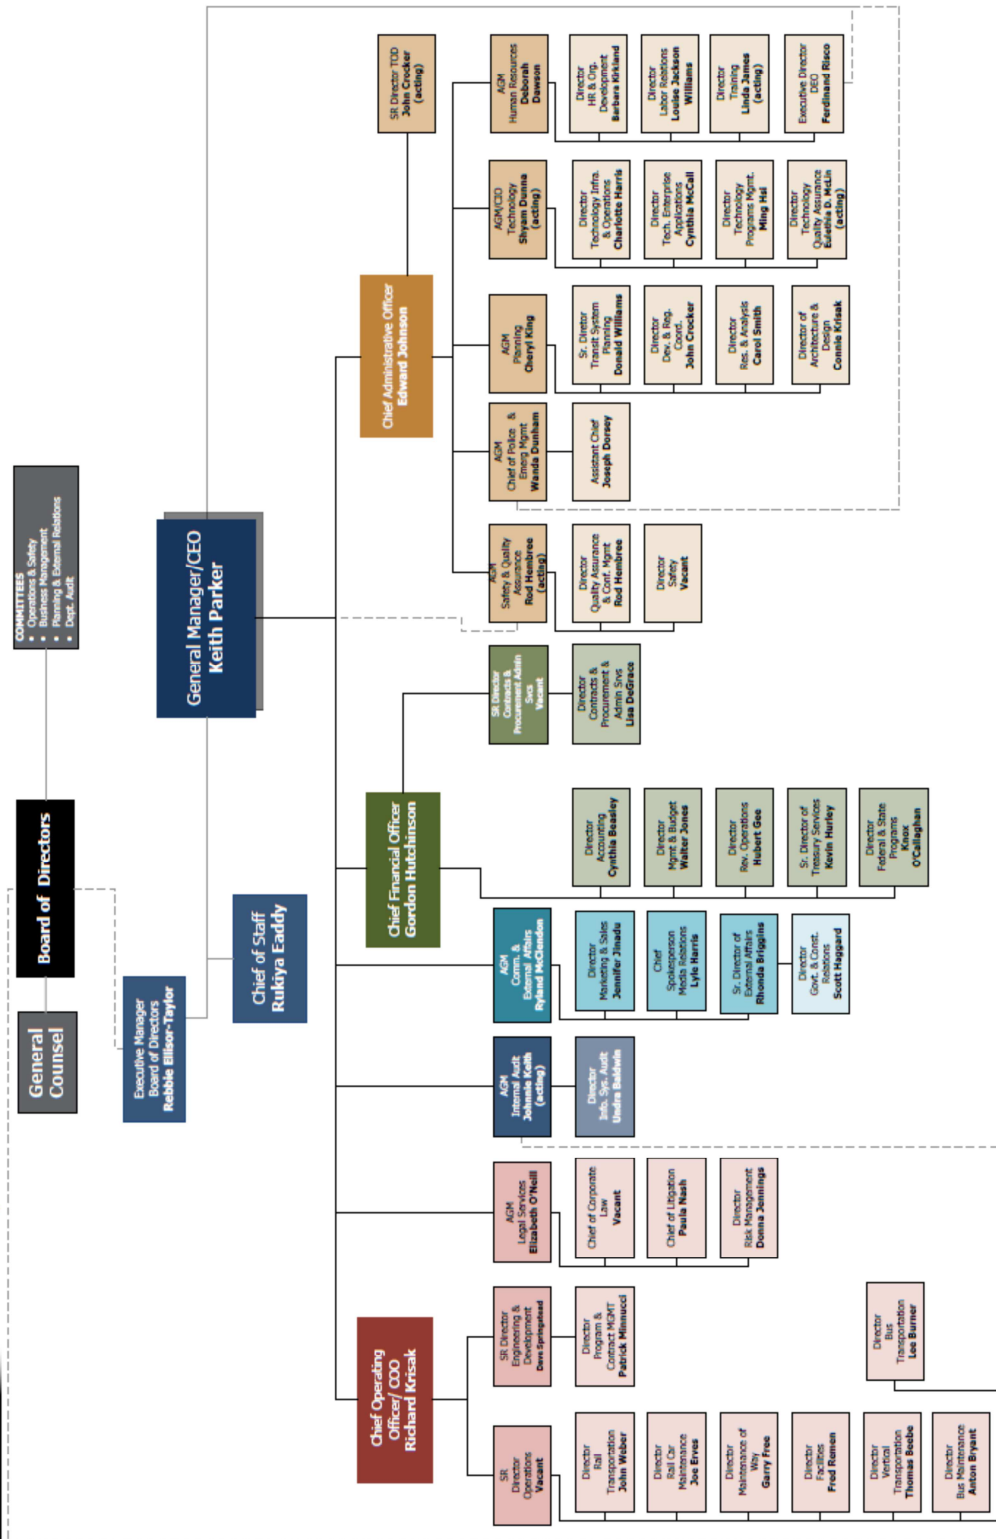 COMMITTEES
• Operations & Safety
• Business Management
• Planning & External Relations
• Dept. Audit
Board of Directors
General
Counsel
Executive Manager
Board of Directors
Rebbie Ellisor-Taylor
General Manager/CEO
Keith Parker
Chief of Staff
Rukiya Eaddy
Chief Operating
Officer/ COO
Richard Krisak
Chief Financial Officer
Gordon Hutchinson
Chief Administrative Officer
Edward Johnson
SR Director TOD
John Crocker
(acting)
SR
Director
Operations
Vacant
Director
Rail
Transportation
John Weber
Director
Rail Car
Maintenance
Joe Erves
Director
Maintenance of
Way
Garry Free
Director
Facilities
Fred Remen
Director
Vertical
Transportation
Thomas Beebe
Director
Bus Maintenance
Anton Bryant
Director
Bus
Transportation
Lee Burner
SR Director
Engineering &
Development
Dave Springstead
Director
Program &
Contract MGMT
Patrick Minnucci
AGM
Legal Services
Elizabeth O'Neill
Chief of Corporate
Law
Vacant
Chief of Litigation
Paula Nash
Director
Risk Management
Donna Jennings
AGM
Internal Audit
Johnnie Keith
(acting)
Director
Info. Sys. Audit
Undra Baldwin
AGM
Comm. &
External Affairs
Ryland McClendon
Director
Marketing & Sales
Jennifer Jinadu
Chief
Spokesperson
Media Relations
Lyle Harris
Sr. Director of
External Affairs
Rhonda Briggins
Director
Govt. & Const.
Relations
Scott Haggard
Director
Accounting
Cynthia Beasley
Director
Mgmt & Budget
Walter Jones
Director
Rev. Operations
Hubert Gee
Sr. Director of
Treasury Services
Kevin Hurley
Director
Federal & State
Programs
Knox
O'Callaghan
SR Director
Contracts &
Procurement Admin
Svcs
Vacant
Director
Contracts &
Procurement &
Admin Srvs
Lisa DeGrace
AGM
Safety & Quality
Assurance
Rod Hembree
(acting)
Director
Quality Assurance
& Conf. Mgmt
Rod Hembree
Director
Safety
Vacant
AGM
Chief of Police &
Emerg Mgmt
Wanda Dunham
Assistant Chief
Joseph Dorsey
AGM
Planning
Cheryl King
Sr. Diretor
Transit System
Planning
Donald Williams
Director
Dev. & Reg.
Coord.
John Crocker
Director
Res. & Analysis
Carol Smith
Director of
Architecture &
Design
Connie Krisak
AGM/CIO
Technology
Shyam Dunna
(acting)
Director
Technology Infra.
& Operations
Charlotte Harris
Director
Tech. Enterprise
Applications
Cynthia McCall
Director
Technology
Programs Mgmt.
Ming Hsi
Director
Technology
Quality Assurance
Eulethia D. McLin
(acting)
AGM
Human Resources
Deborah
Dawson
Director
HR & Org.
Development
Barbara Kirkland
Director
Labor Relations
Louise Jackson
Williams
Director
Training
Linda James
(acting)
Executive Director
DEO
Ferdinand Risco